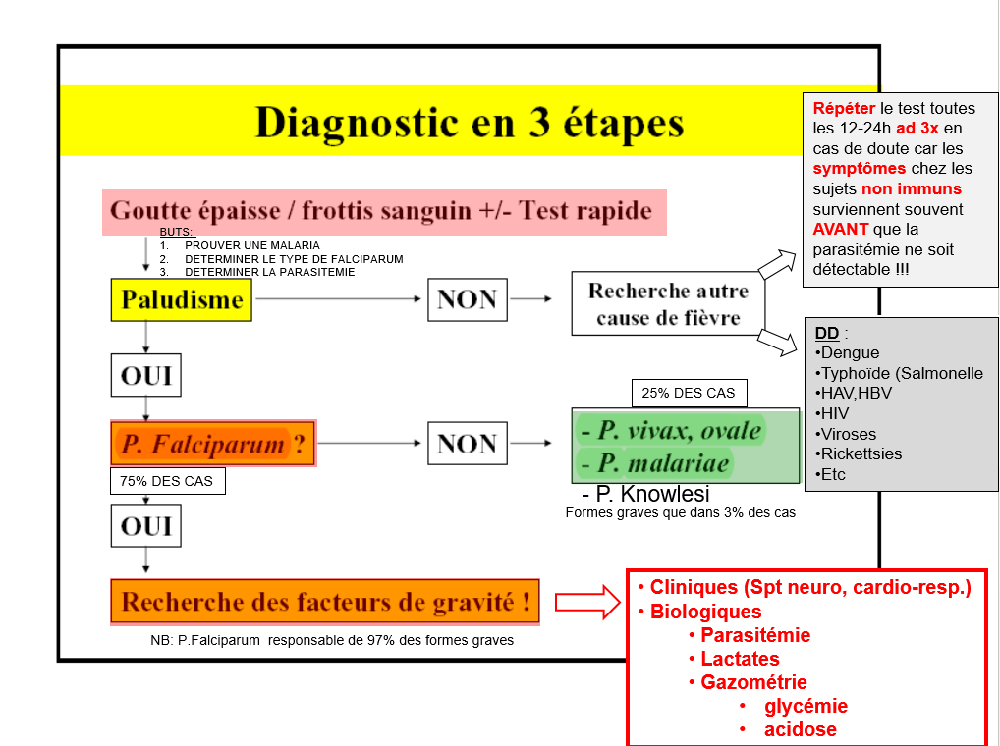 Diagnostic en 3 étapes
Répéter le test toutes
les 12-24h ad 3x en
cas de doute car les
symptômes chez les
sujets non immuns
surviennent souvent
AVANT que la
parasitémie ne soit
détectable !!!
Goutte épaisse / frottis sanguin +/- Test rapide
BUTS:
1. PROUVER UNE MALARIA
2. DETERMINER LE TYPE DE FALCIPARUM
3. DETERMINER LA PARASITEMIE
Paludisme
NON
Recherche autre
cause de fièvre
DD :
•Dengue
•Typhoïde (Salmonelle
•HAV,HBV
•HIV
•Viroses
•Rickettsies
•Etc
OUI
25% DES CAS
P. Falciparum ?
NON
- P. vivax, ovale
- P. malariae
- P. Knowlesi
Formes graves que dans 3% des cas
75% DES CAS
OUI
Recherche des facteurs de gravité !
NB: P.Falciparum responsable de 97% des formes graves
• Cliniques (Spt neuro, cardio-resp.)
• Biologiques
• Parasitémie
• Lactates
• Gazométrie
• glycémie
• acidose